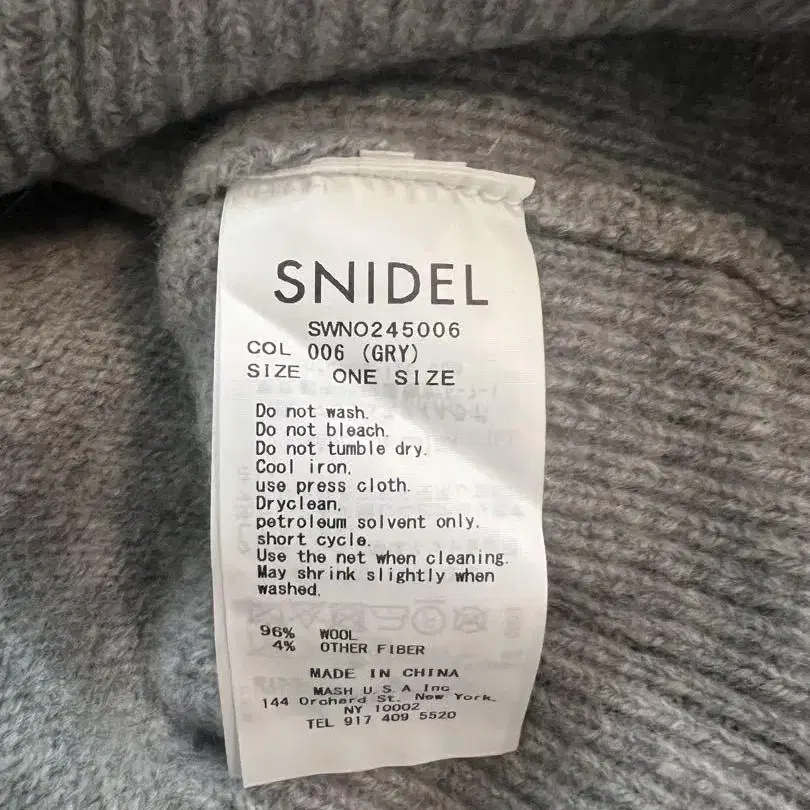 SNIDEL
SWNO245006
COL 006 (GRY)
SIZE ONE SIZE
Do not wash.
Do not bleach.
Do not tumble dry.
Cool iron,
use press cloth.
Dryclean,
petroleum solvent only.
short cycle.
Use the net when cleaning.
May shrink slightly when
washed.
96% WOOL
4% OTHER FIBER
MADE IN CHINA
MASH U S A Inc
144 Orchard St. New York,
NY 10002
TEL 917 409 5520